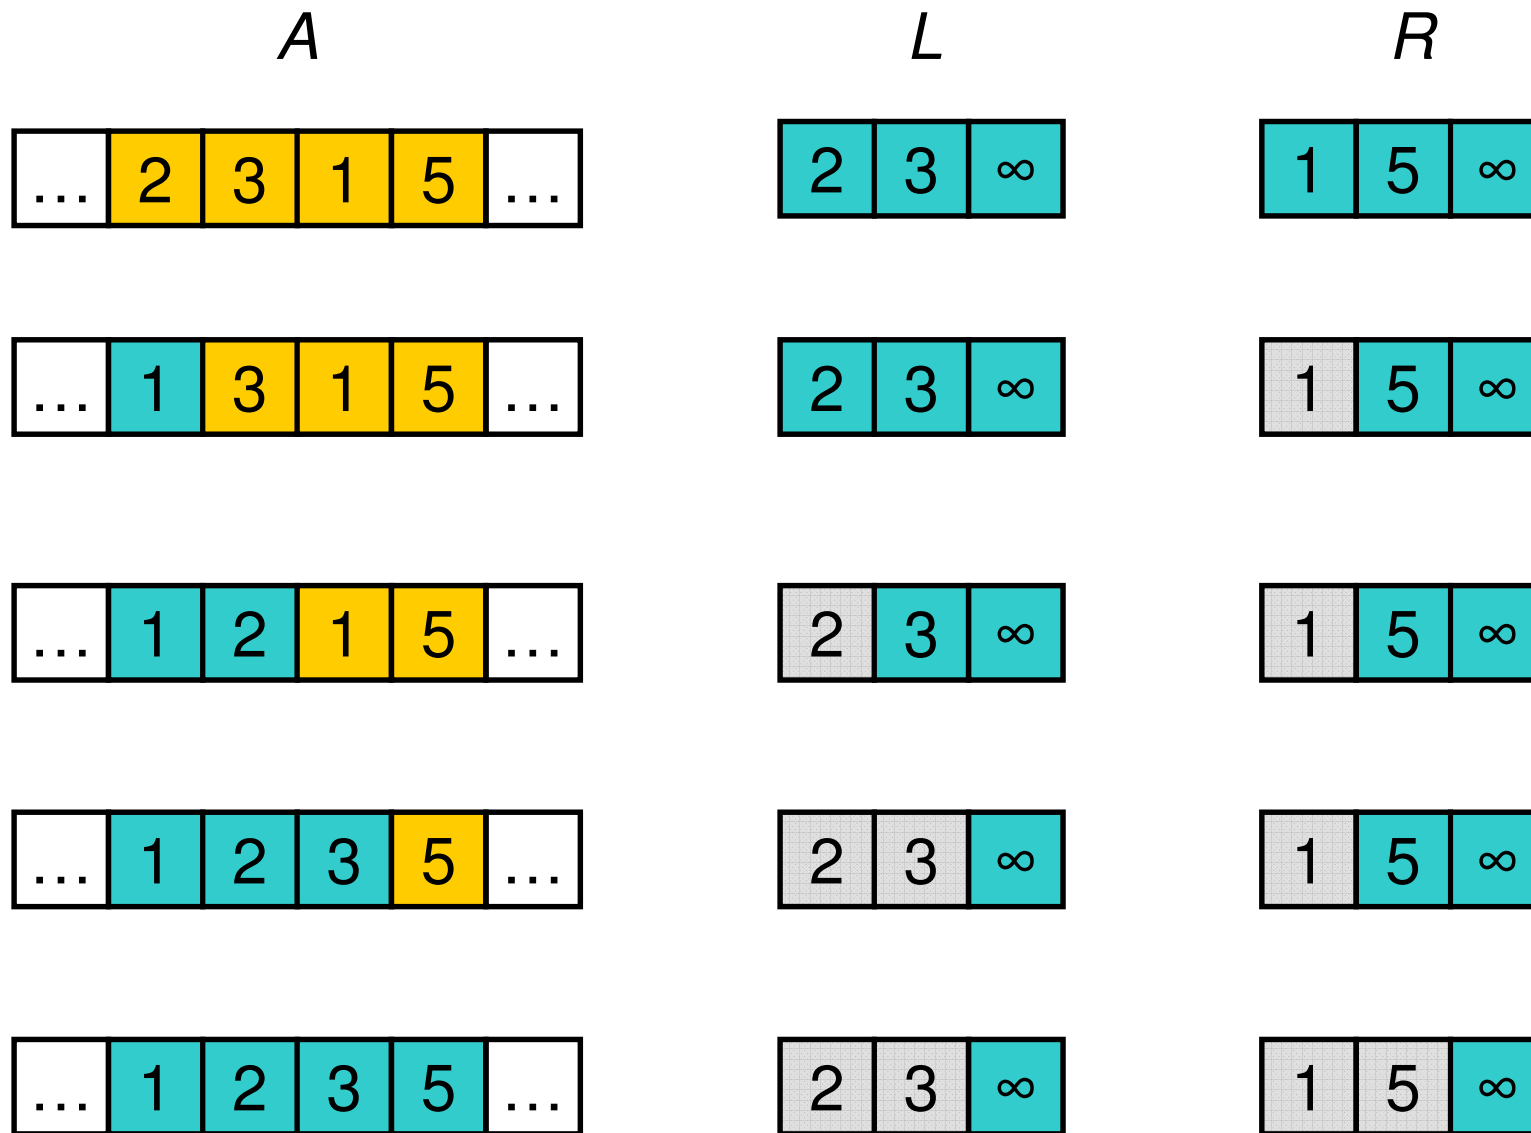 A L R
... 2 3 1 5 ... 2 3 ∞ 1 5 ∞
... 1 3 1 5 ... 2 3 ∞ 1 5 ∞
... 1 2 1 5 ... 2 3 ∞ 1 5 ∞
... 1 2 3 5 ... 2 3 ∞ 1 5 ∞
... 1 2 3 5 ... 2 3 ∞ 1 5 ∞